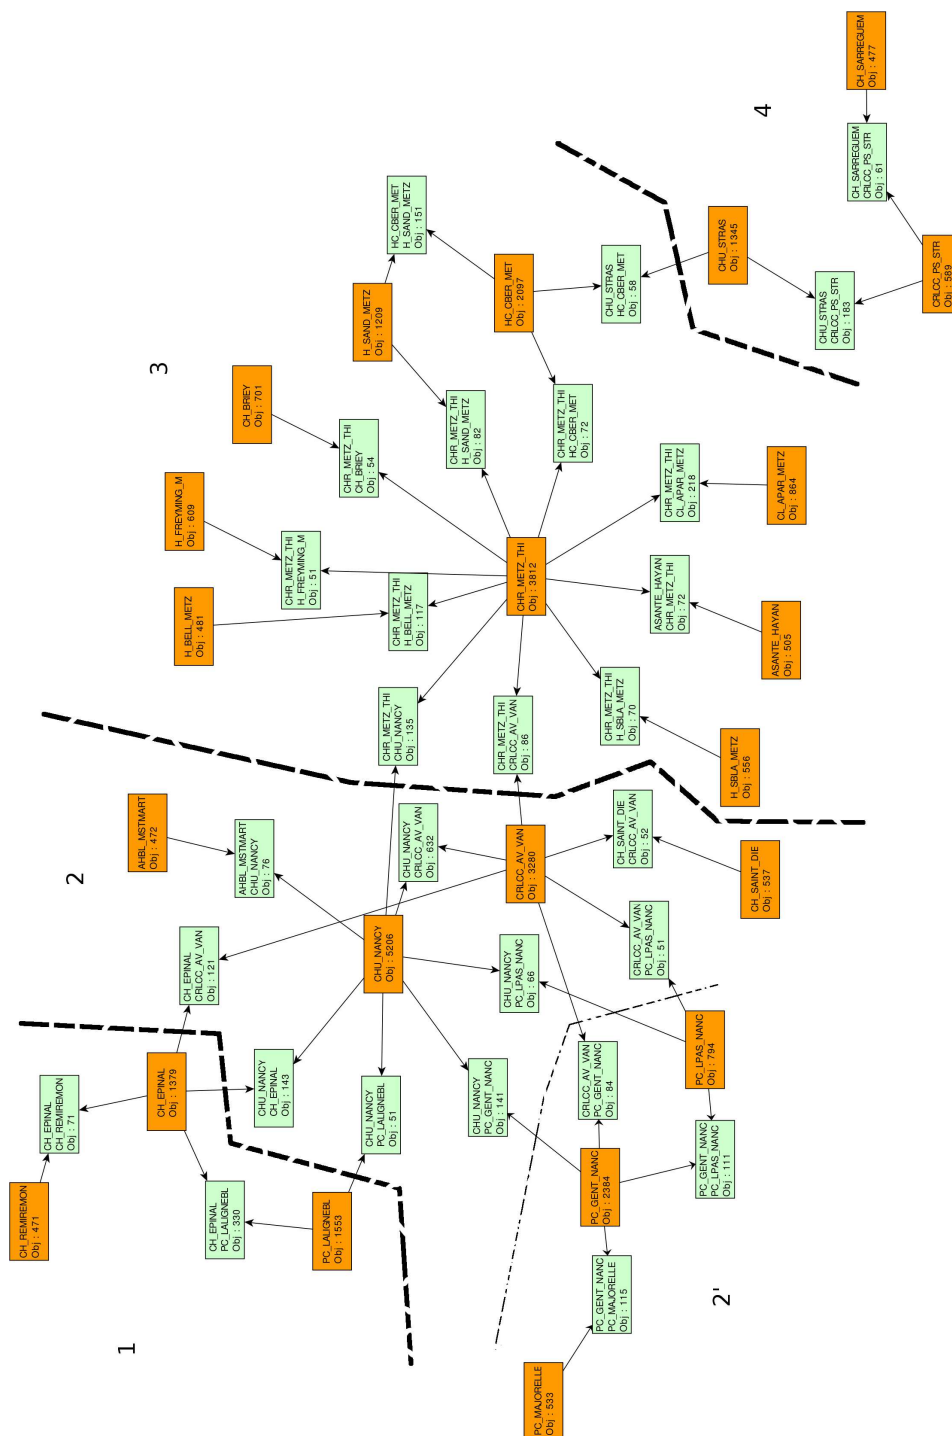 CH_REMIREMON
Obj : 471
CH_EPINAL
CH_REMIREMON
Obj : 71
2
1
AHBL_MSTMART
Obj : 472
3
CH_EPINAL
Obj : 1379
H_FREYMING_M
Obj : 609
H_BELL_METZ
Obj : 481
CH_EPINAL
CRLCC_AV_VAN
Obj : 121
CH_EPINAL
PC_LALIGNEBL
Obj : 330
AHBL_MSTMART
CHU_NANCY
Obj : 76
CH_BRIEY
Obj : 701
CHU_NANCY
CH_EPINAL
Obj : 143
CHR_METZ_THI
H_FREYMING_M
Obj : 51
PC_LALIGNEBL
Obj : 1553
CHR_METZ_THI
CH_BRIEY
Obj : 54
H_SAND_METZ
Obj : 1209
CHU_NANCY
PC_LALIGNEBL
Obj : 51
CHU_NANCY
Obj : 5206
CHR_METZ_THI
CHU_NANCY
Obj : 135
CHR_METZ_THI
H_BELL_METZ
Obj : 117
HC_CBER_MET
H_SAND_METZ
Obj : 151
CHU_NANCY
CRLCC_AV_VAN
Obj : 632
CHR_METZ_THI
H_SAND_METZ
Obj : 82
CHU_NANCY
PC_GENT_NANC
Obj : 141
CHU_NANCY
PC_LPAS_NANC
Obj : 66
CHR_METZ_THI
CRLCC_AV_VAN
Obj : 86
HC_CBER_MET
Obj : 2097
CRLCC_AV_VAN
Obj : 3280
CHR_METZ_THI
Obj : 3812
PC_MAJORELLE
Obj : 533
CHR_METZ_THI
HC_CBER_MET
Obj : 72
PC_GENT_NANC
Obj : 2384
CRLCC_AV_VAN
PC_GENT_NANC
Obj : 84
PC_GENT_NANC
PC_MAJORELLE
Obj : 115
CHR_METZ_THI
H_SBLA_METZ
Obj : 70
CHU_STRAS
HC_CBER_MET
Obj : 58
CH_SAINT_DIE
CRLCC_AV_VAN
Obj : 52
CRLCC_AV_VAN
PC_LPAS_NANC
Obj : 51
ASANTE_HAYAN
CHR_METZ_THI
Obj : 72
CHR_METZ_THI
CL_APAR_METZ
Obj : 218
PC_LPAS_NANC
Obj : 794
PC_GENT_NANC
PC_LPAS_NANC
Obj : 111
2'
CHU_STRAS
Obj : 1345
H_SBLA_METZ
Obj : 556
CH_SAINT_DIE
Obj : 537
4
ASANTE_HAYAN
Obj : 505
CL_APAR_METZ
Obj : 864
CHU_STRAS
CRLCC_PS_STR
Obj : 183
CH_SARREGUEM
CRLCC_PS_STR
Obj : 61
CH_SARREGUEM
Obj : 477
CRLCC_PS_STR
Obj : 589